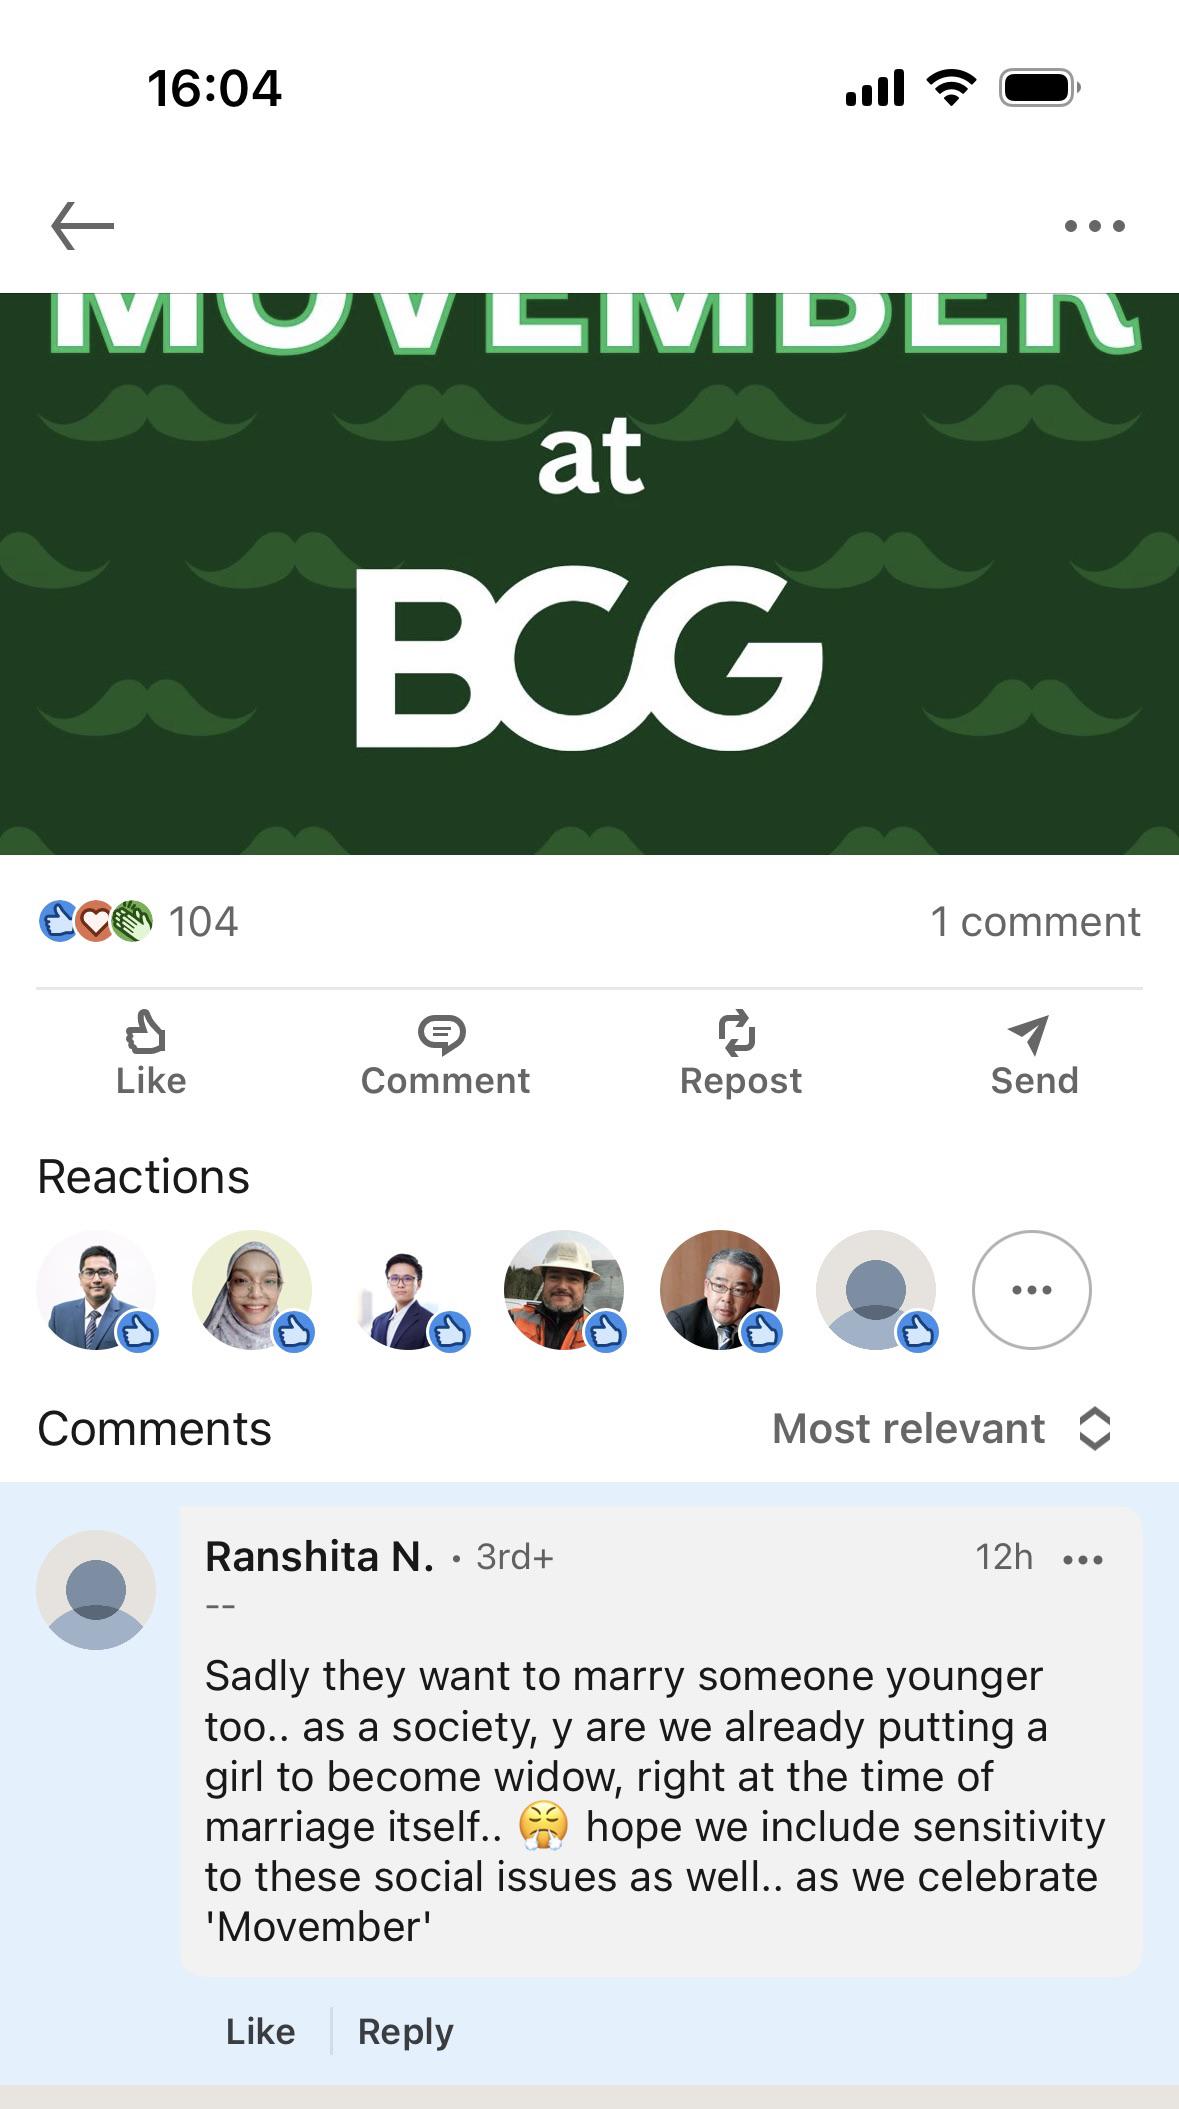 16:04
MOVEMBER
at
BCG
104
1 comment
Like
Comment
Repost
Send
Reactions
Comments
Most relevant
Ranshita N. • 3rd+
12h
--
Sadly they want to marry someone younger
too.. as a society, y are we already putting a
girl to become widow, right at the time of
marriage itself.. 😤 hope we include sensitivity
to these social issues as well.. as we celebrate
'Movember'
Like
Reply